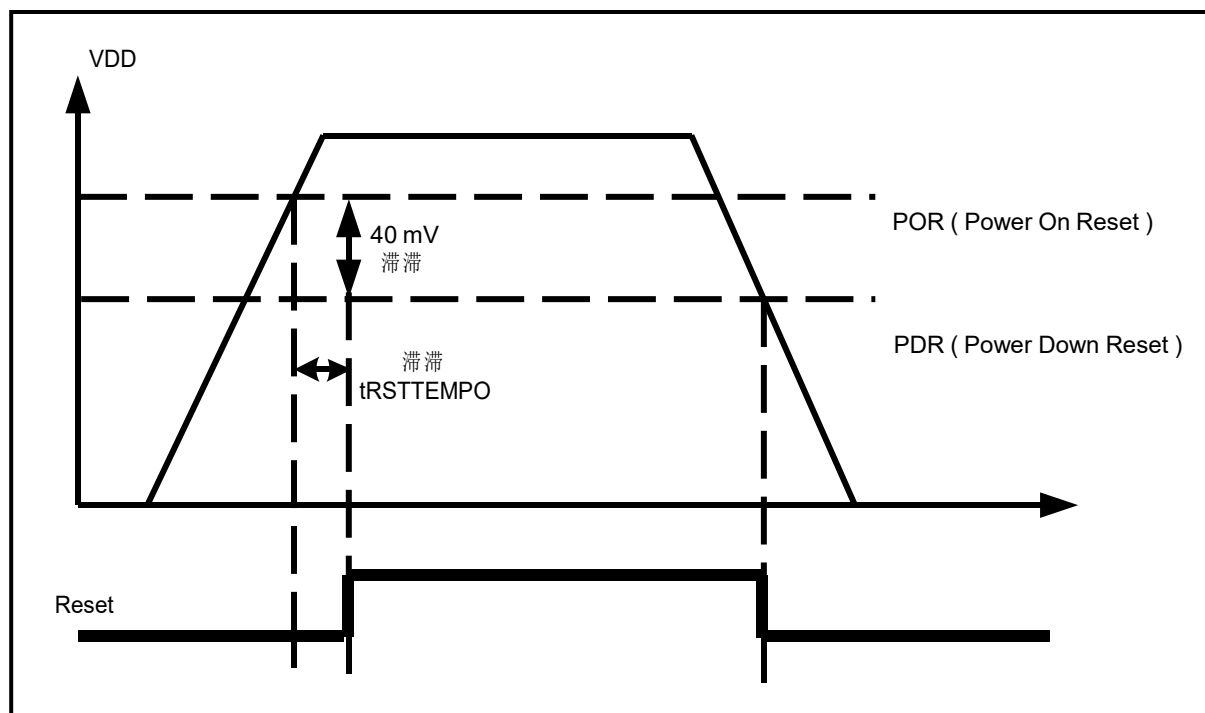 VDD
POR ( Power On Reset )
40 mV
滞滞
PDR ( Power Down Reset )
滞滞
tRSTTEMPO
Reset